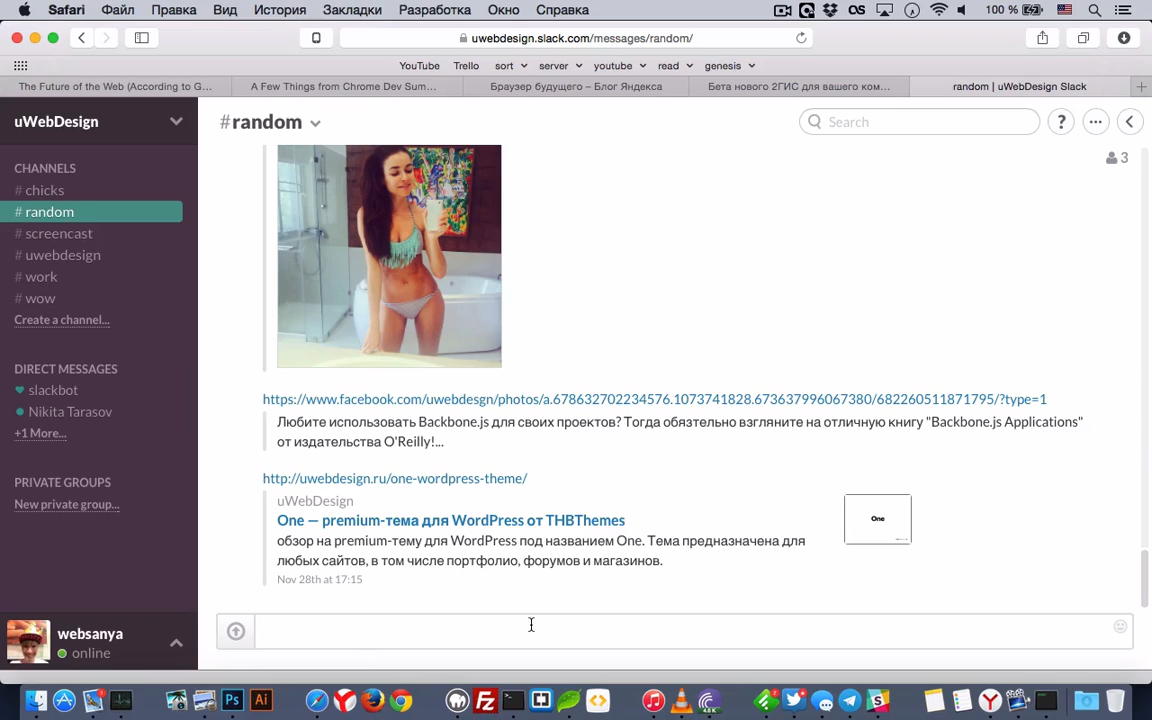 Safari Файл Правка Вид История Закладки Разработка Окно Справка 100 %
uwebdesign.slack.com/messages/random/
YouTube Trello sort server youtube read genesis
The Future of the Web (According to G... A Few Things from Chrome Dev Sum... Браузер будущего – Блог Яндекса Бета нового 2ГИС для вашего ком... random | uWebDesign Slack
uWebDesign
#random
Search
?
3
CHANNELS
# chicks
# random
# screencast
# uwebdesign
# work
# wow
Create a channel...
DIRECT MESSAGES
slackbot
Nikita Tarasov
+1 More...
PRIVATE GROUPS
New private group...
websanya
online
https://www.facebook.com/uwebdesgn/photos/a.678632702234576.1073741828.673637996067380/682260511871795/?type=1
Любите использовать Backbone.js для своих проектов? Тогда обязтельно взгляните на отличную книгу "Backbone.js Applications"
от издательства O'Reilly!...
http://uwebdesign.ru/one-wordpress-theme/
uWebDesign
One — premium-тема для WordPress от THBThemes
обзор на premium-тему для WordPress под названием One. Тема предназначена для
любых сайтов, в том числе портфолио, форумов и магазинов.
Nov 28th at 17:15
One
Ps Ai